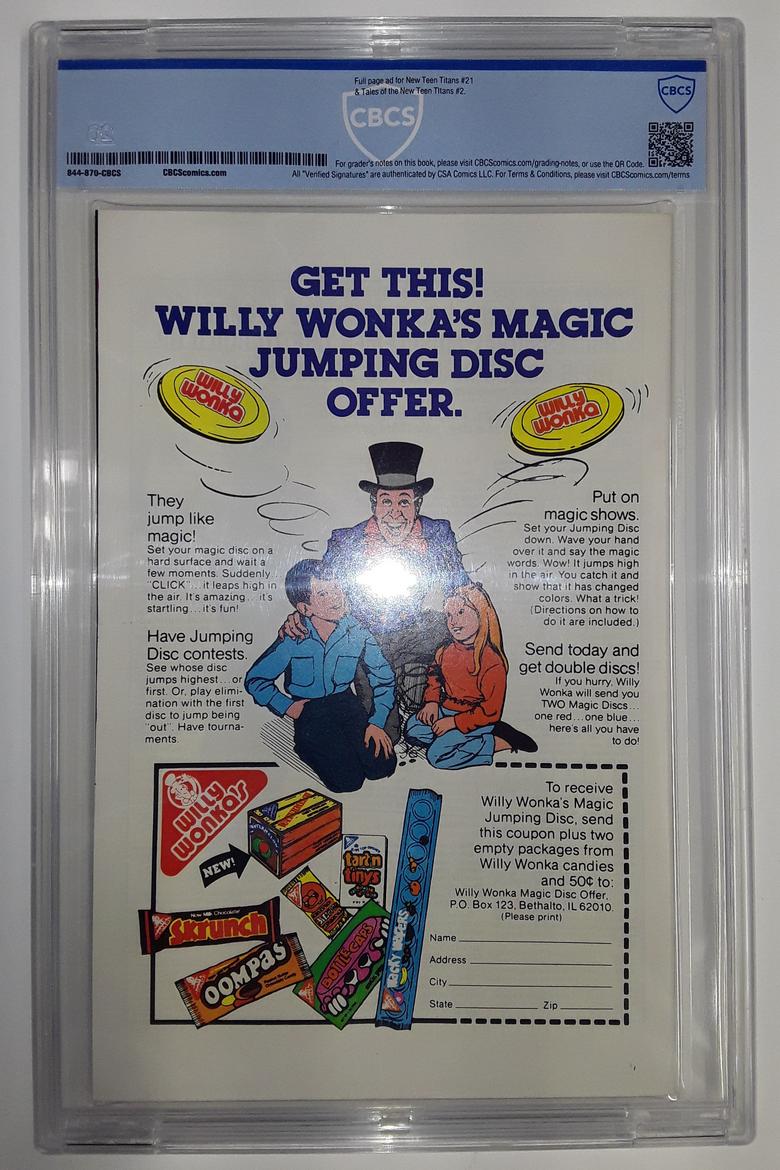 Full page ad for New Teen Titans #21
& Tales of the New Teen Titans #2.
CBCS
CBCS
For grader's notes on this book, please visit CBCScomics.com/grading-notes, or use the QR Code.
844-870-CBCS
CBCScomics.com
All "Verified Signatures" are authenticated by CSA Comics LLC. For Terms & Conditions, please visit CBCScomics.com/terms
GET THIS!
WILLY WONKA'S MAGIC
JUMPING DISC
OFFER.
WILLY
WONKA
WILLY
WONKA
They
jump like
magic!
Set your magic disc on a
hard surface and wait a
few moments. Suddenly...
"CLICK"...it leaps high in
the air. It's amazing...it's
startling...it's fun!
Have Jumping
Disc contests.
See whose disc
jumps highest...or
first. Or, play elimi-
nation with the first
disc to jump being
"out". Have tourna-
ments.
Put on
magic shows.
Set your Jumping Disc
down. Wave your hand
over it and say the magic
words. Wow! It jumps high
in the air. You catch it and
show that it has changed
colors. What a trick!
(Directions on how to
do it are included.)
Send today and
get double discs!
If you hurry, Willy
Wonka will send you
TWO Magic Discs...
one red...one blue...
here's all you have
to do!
WILLY
WONKA'S
NEW!
tart n
tinys
Now Milk Chocolate!
Skrunch
OOMPAS
BOTTLE CAPS
WACKY WAFERS
To receive
Willy Wonka's Magic
Jumping Disc, send
this coupon plus two
empty packages from
Willy Wonka candies
and 50¢ to:
Willy Wonka Magic Disc Offer,
P.O. Box 123, Bethalto, IL 62010.
(Please print)
Name
Address
City
State Zip